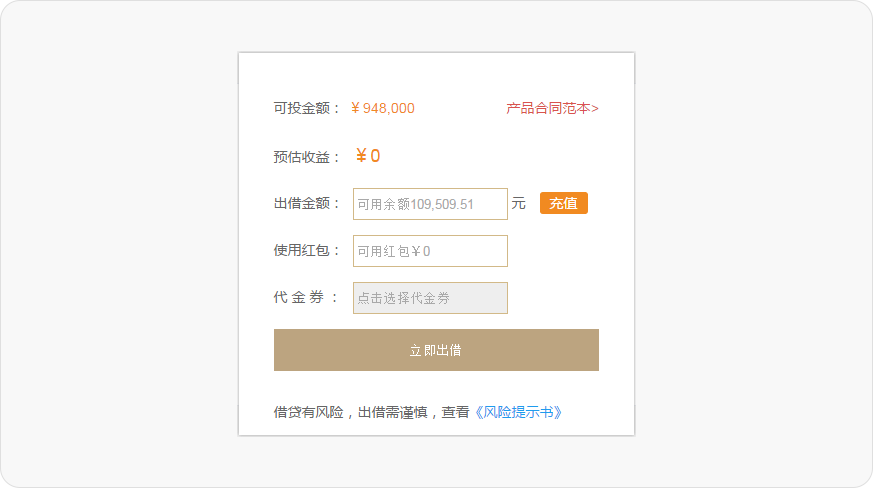 可投金额： ￥948,000 产品合同范本>
预估收益： ￥0
出借金额： 可用余额109,509.51 元 充值
使用红包： 可用红包￥0
代 金 券 ： 点击选择代金券
立即出借
借贷有风险，出借需谨慎，查看《风险提示书》